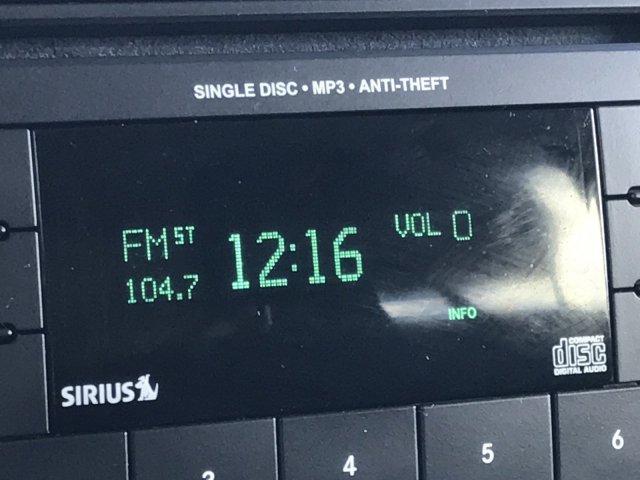 SINGLE DISC • MP3 • ANTI-THEFT
FM ST 12:16 VOL 0
104.7
INFO
SIRIUS
COMPACT
disc
DIGITAL AUDIO
3 4 5 6